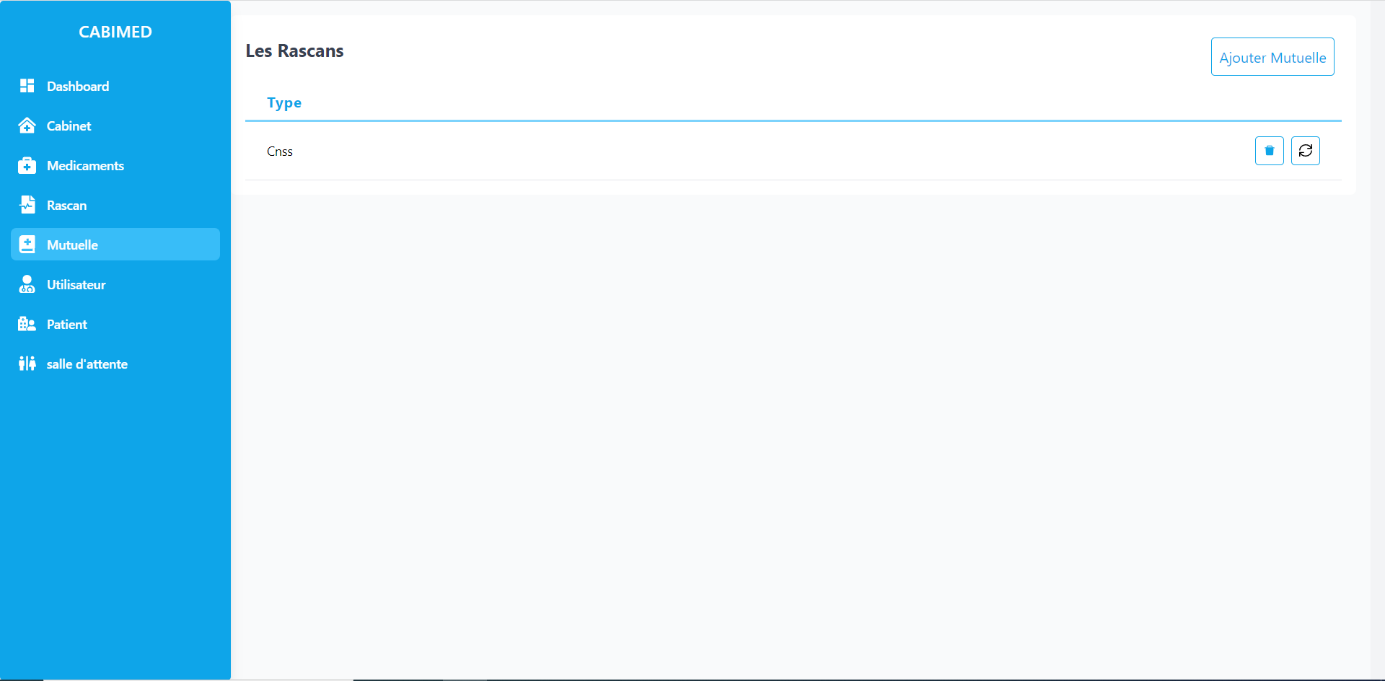 CABIMED
Dashboard
Cabinet
Medicaments
Rascan
Mutuelle
Utilisateur
Patient
salle d'attente
Les Rascans
Ajouter Mutuelle
Type
Cnss